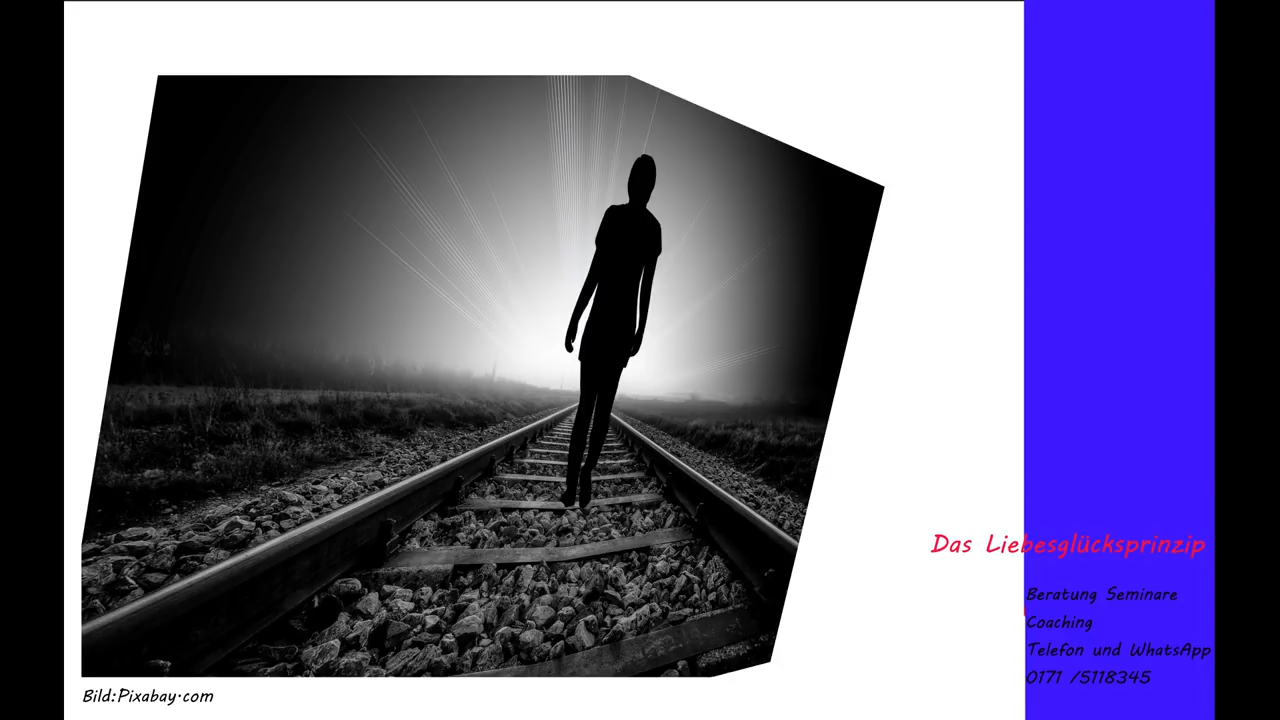 Das Liebesglücksprinzip
Beratung Seminare
Coaching
Telefon und WhatsApp
0171 /5118345
Bild:Pixabay.com